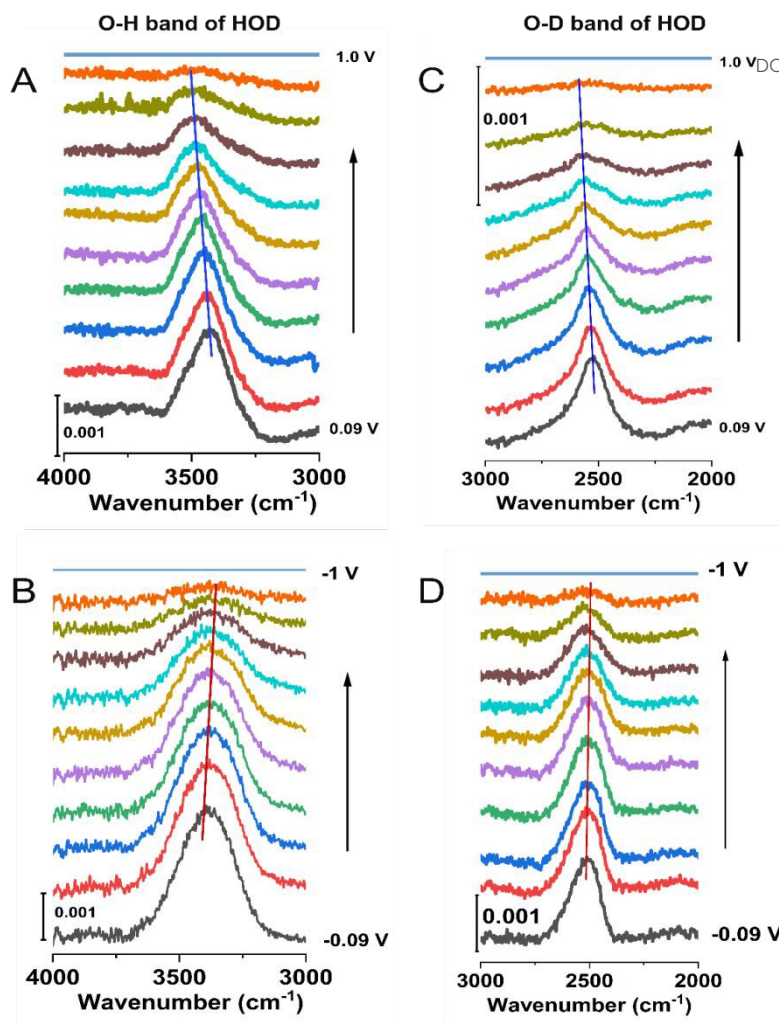 O-H band of HOD
O-D band of HOD
A
1.0 V
0.001
0.09 V
4000 3500 3000
Wavenumber (cm⁻¹)
C
1.0 V DC
0.001
0.09 V
3000 2500 2000
Wavenumber (cm⁻¹)
B
-1 V
0.001
-0.09 V
4000 3500 3000
Wavenumber (cm⁻¹)
D
-1 V
0.001
-0.09 V
3000 2500 2000
Wavenumber (cm⁻¹)